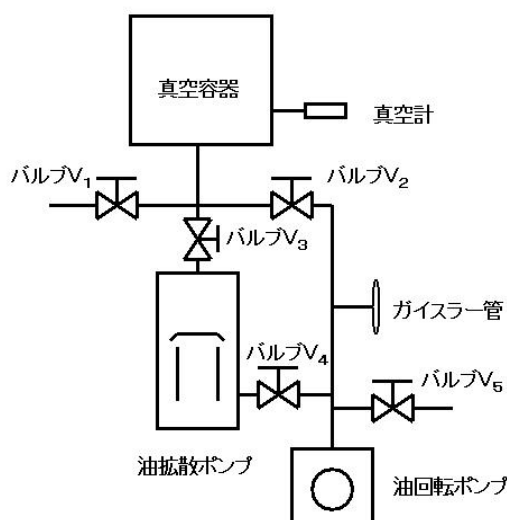 真空容器
真空計
バルブV1
バルブV2
バルブV3
ガイスラー管
バルブV4
バルブV5
油拡散ポンプ
油回転ポンプ